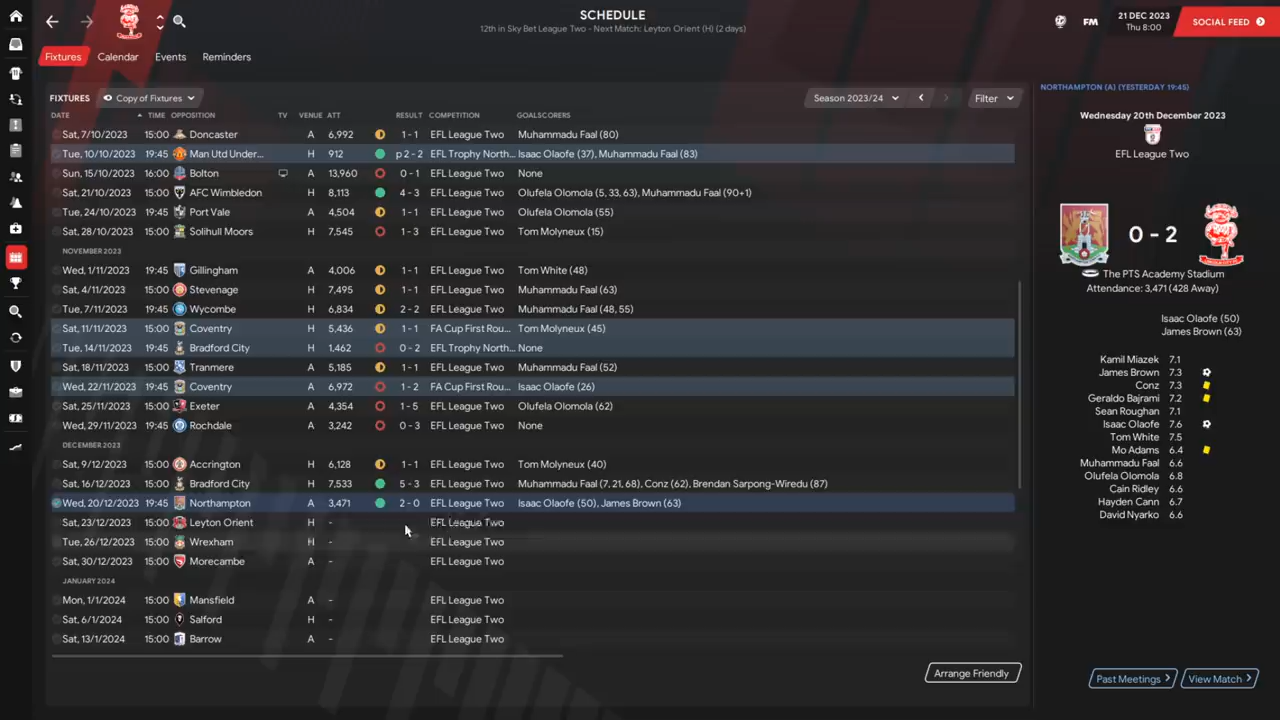 SCHEDULE
12th in Sky Bet League Two - Next Match: Leyton Orient (H) (2 days)
FM
21 DEC 2023
Thu 8:00
SOCIAL FEED
Fixtures Calendar Events Reminders
FIXTURES Copy of Fixtures Season 2023/24 Filter
DATE TIME OPPOSITION TV VENUE ATT RESULT COMPETITION GOALSCORERS
Sat, 7/10/2023 15:00 Doncaster A 6,992 1 - 1 EFL League Two Muhammadu Faal (80)
Tue, 10/10/2023 19:45 Man Utd Under... H 912 p 2 - 2 EFL Trophy North... Isaac Olaofe (37), Muhammadu Faal (83)
Sun, 15/10/2023 16:00 Bolton A 13,960 0 - 1 EFL League Two None
Sat, 21/10/2023 15:00 AFC Wimbledon H 8,113 4 - 3 EFL League Two Olufela Olomola (5, 33, 63), Muhammadu Faal (90+1)
Tue, 24/10/2023 19:45 Port Vale A 4,504 1 - 1 EFL League Two Olufela Olomola (55)
Sat, 28/10/2023 15:00 Solihull Moors H 7,545 1 - 3 EFL League Two Tom Molyneux (15)
NOVEMBER 2023
Wed, 1/11/2023 19:45 Gillingham A 4,006 1 - 1 EFL League Two Tom White (48)
Sat, 4/11/2023 15:00 Stevenage H 7,495 1 - 1 EFL League Two Muhammadu Faal (63)
Tue, 7/11/2023 19:45 Wycombe H 6,834 2 - 2 EFL League Two Muhammadu Faal (48, 55)
Sat, 11/11/2023 15:00 Coventry H 5,436 1 - 1 FA Cup First Rou... Tom Molyneux (45)
Tue, 14/11/2023 19:45 Bradford City H 1,462 0 - 2 EFL Trophy North... None
Sat, 18/11/2023 15:00 Tranmere A 5,185 1 - 1 EFL League Two Muhammadu Faal (52)
Wed, 22/11/2023 19:45 Coventry A 6,972 1 - 2 FA Cup First Rou... Isaac Olaofe (26)
Sat, 25/11/2023 15:00 Exeter A 4,354 1 - 5 EFL League Two Olufela Olomola (62)
Wed, 29/11/2023 19:45 Rochdale A 3,242 0 - 3 EFL League Two None
DECEMBER 2023
Sat, 9/12/2023 15:00 Accrington H 6,128 1 - 1 EFL League Two Tom Molyneux (40)
Sat, 16/12/2023 15:00 Bradford City H 7,533 5 - 3 EFL League Two Muhammadu Faal (7, 21, 68), Conz (62), Brendan Sarpong-Wiredu (87)
Wed, 20/12/2023 19:45 Northampton A 3,471 2 - 0 EFL League Two Isaac Olaofe (50), James Brown (63)
Sat, 23/12/2023 15:00 Leyton Orient H - EFL League Two
Tue, 26/12/2023 15:00 Wrexham H - EFL League Two
Sat, 30/12/2023 15:00 Morecambe A - EFL League Two
JANUARY 2024
Mon, 1/1/2024 15:00 Mansfield A - EFL League Two
Sat, 6/1/2024 15:00 Salford H - EFL League Two
Sat, 13/1/2024 15:00 Barrow A - EFL League Two
Arrange Friendly
NORTHAMPTON (A) (YESTERDAY 19:45)
Wednesday 20th December 2023
EFL League Two
0 - 2
The PTS Academy Stadium
Attendance: 3,471 (428 Away)
Isaac Olaofe (50)
James Brown (63)
Kamil Miazek 7.1
James Brown 7.3
Conz 7.3
Geraldo Bajrami 7.2
Sean Roughan 7.1
Isaac Olaofe 7.6
Tom White 7.5
Mo Adams 6.4
Muhammadu Faal 6.6
Olufela Olomola 6.8
Cain Ridley 6.6
Hayden Cann 6.7
David Nyarko 6.6
Past Meetings View Match